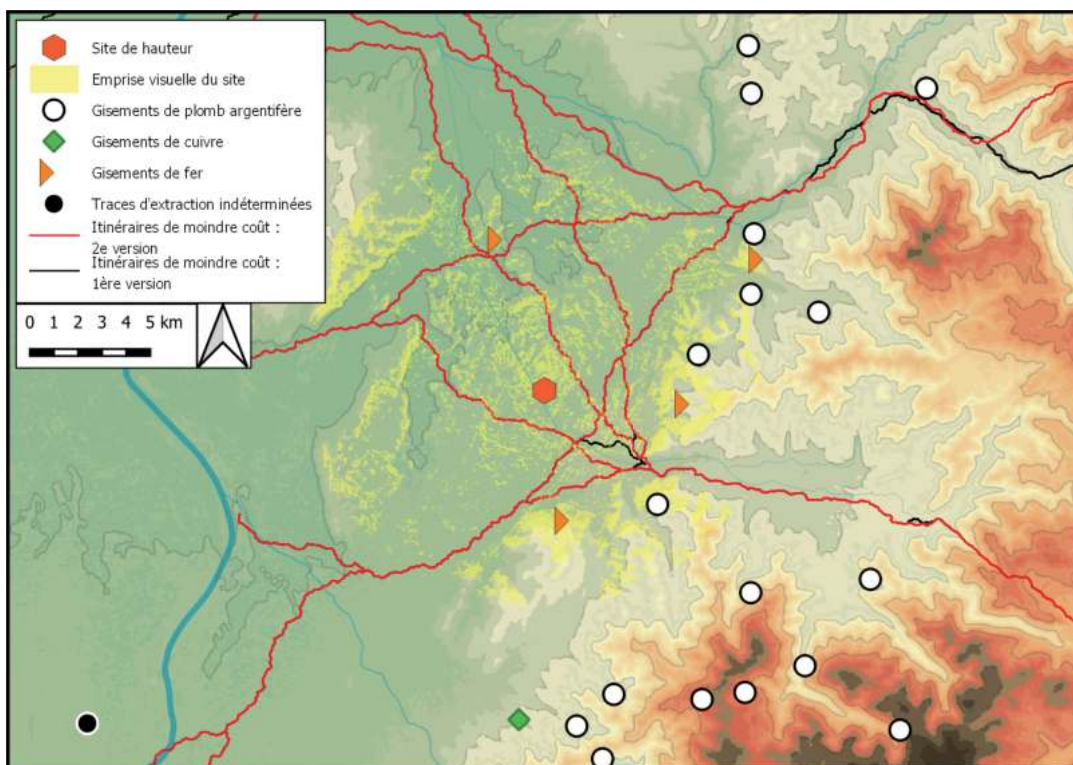 Site de hauteur
Emprise visuelle du site
Gisements de plomb argentifère
Gisements de cuivre
Gisements de fer
Traces d'extraction indéterminées
Itinéraires de moindre coût :
2e version
Itinéraires de moindre coût :
1ère version
0 1 2 3 4 5 km